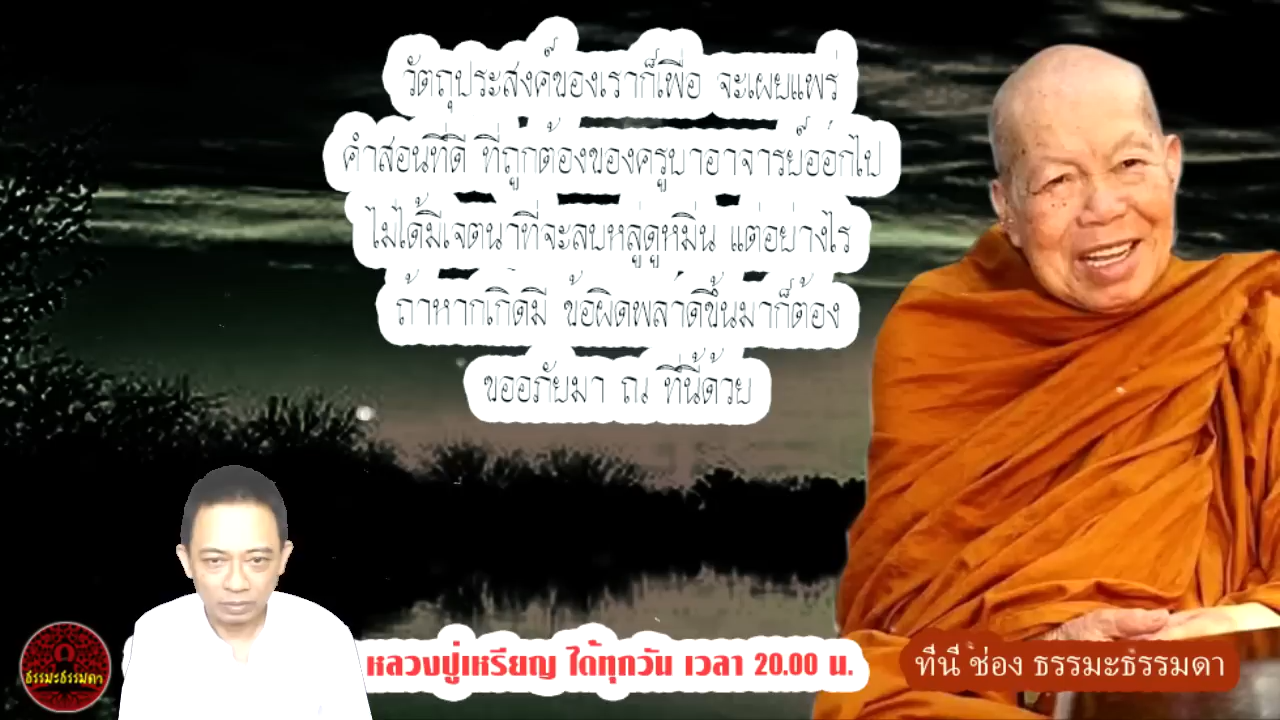 วัตถุประสงค์ของเราก็เพื่อ จะเผยแพร่
คำสอนที่ดี ที่ถูกต้องของครูบาอาจารย์ออกไป
ไม่ได้มีเจตนาที่จะลบหลู่ดูหมิ่น แต่อย่างไร
ถ้าหากเกิดมี ข้อผิดพลาดขึ้นมาก็ต้อง
ขออภัยมา ณ ที่นี้ด้วย
หลวงปู่เหรียญ ได้ทุกวัน เวลา 20.00 น.
ที่นี่ ช่อง ธรรมะธรรมดา
ธรรมะธรรมดา